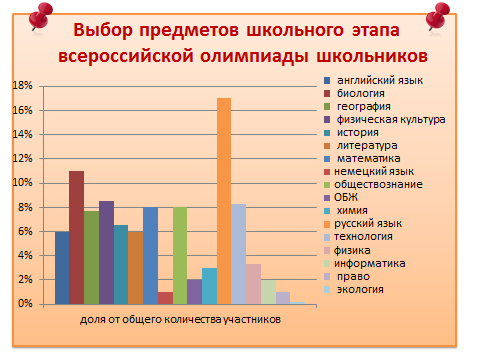 Выбор предметов школьного этапа
всероссийской олимпиады школьников
18%
16%
14%
12%
10%
8%
6%
4%
2%
0%
доля от общего количества участников
английский язык
биология
география
физическая культура
история
литература
математика
немецкий язык
обществознание
ОБЖ
химия
русский язык
технология
физика
информатика
право
экология